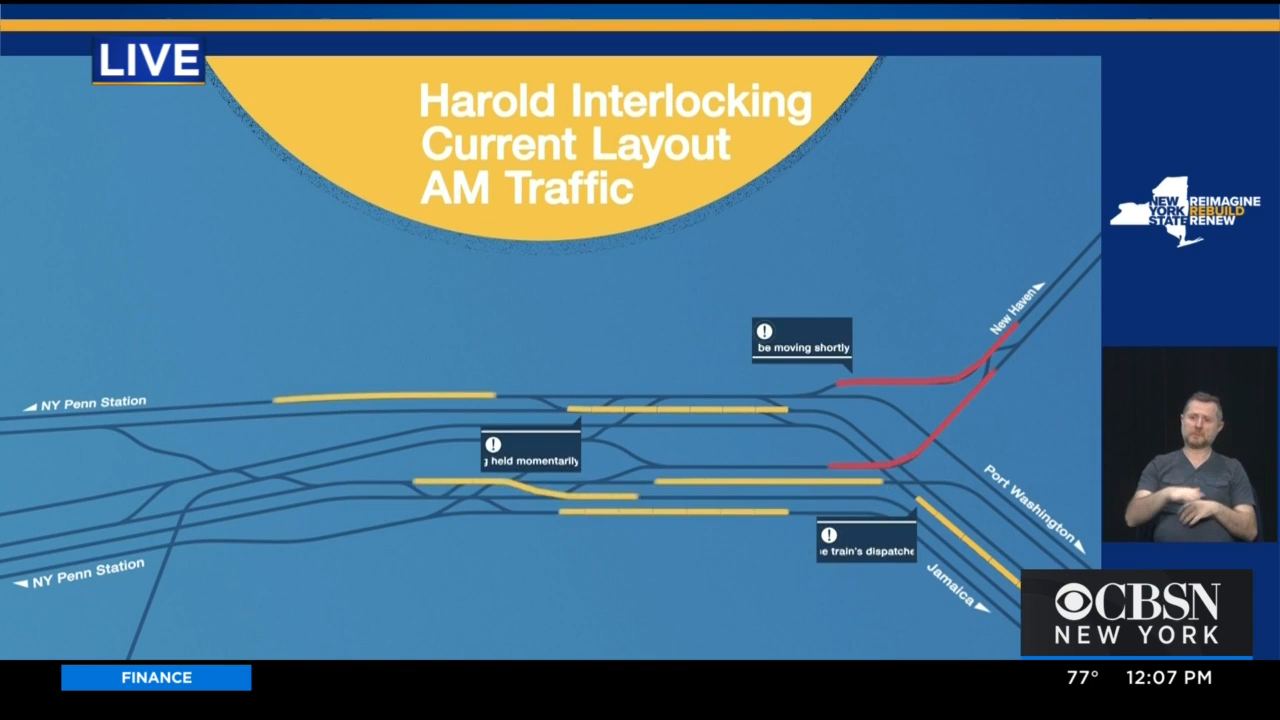 LIVE
Harold Interlocking
Current Layout
AM Traffic
NEW
YORK
STATE
REIMAGINE
REBUILD
RENEW
New Haven
be moving shortly
NY Penn Station
held momentarily
Port Washington
e train's dispatche
NY Penn Station
Jamaica
CBSN
NEW YORK
FINANCE
77° 12:07 PM